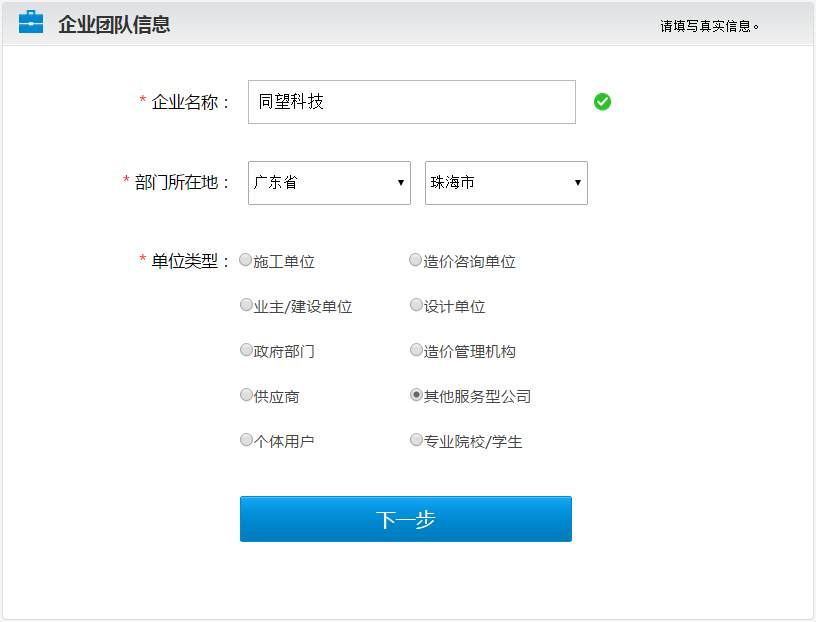 企业团队信息 请填写真实信息。
* 企业名称： 同望科技
* 部门所在地： 广东省 珠海市
* 单位类型： 施工单位 造价咨询单位
业主/建设单位 设计单位
政府部门 造价管理机构
供应商 其他服务型公司
个体用户 专业院校/学生
下一步